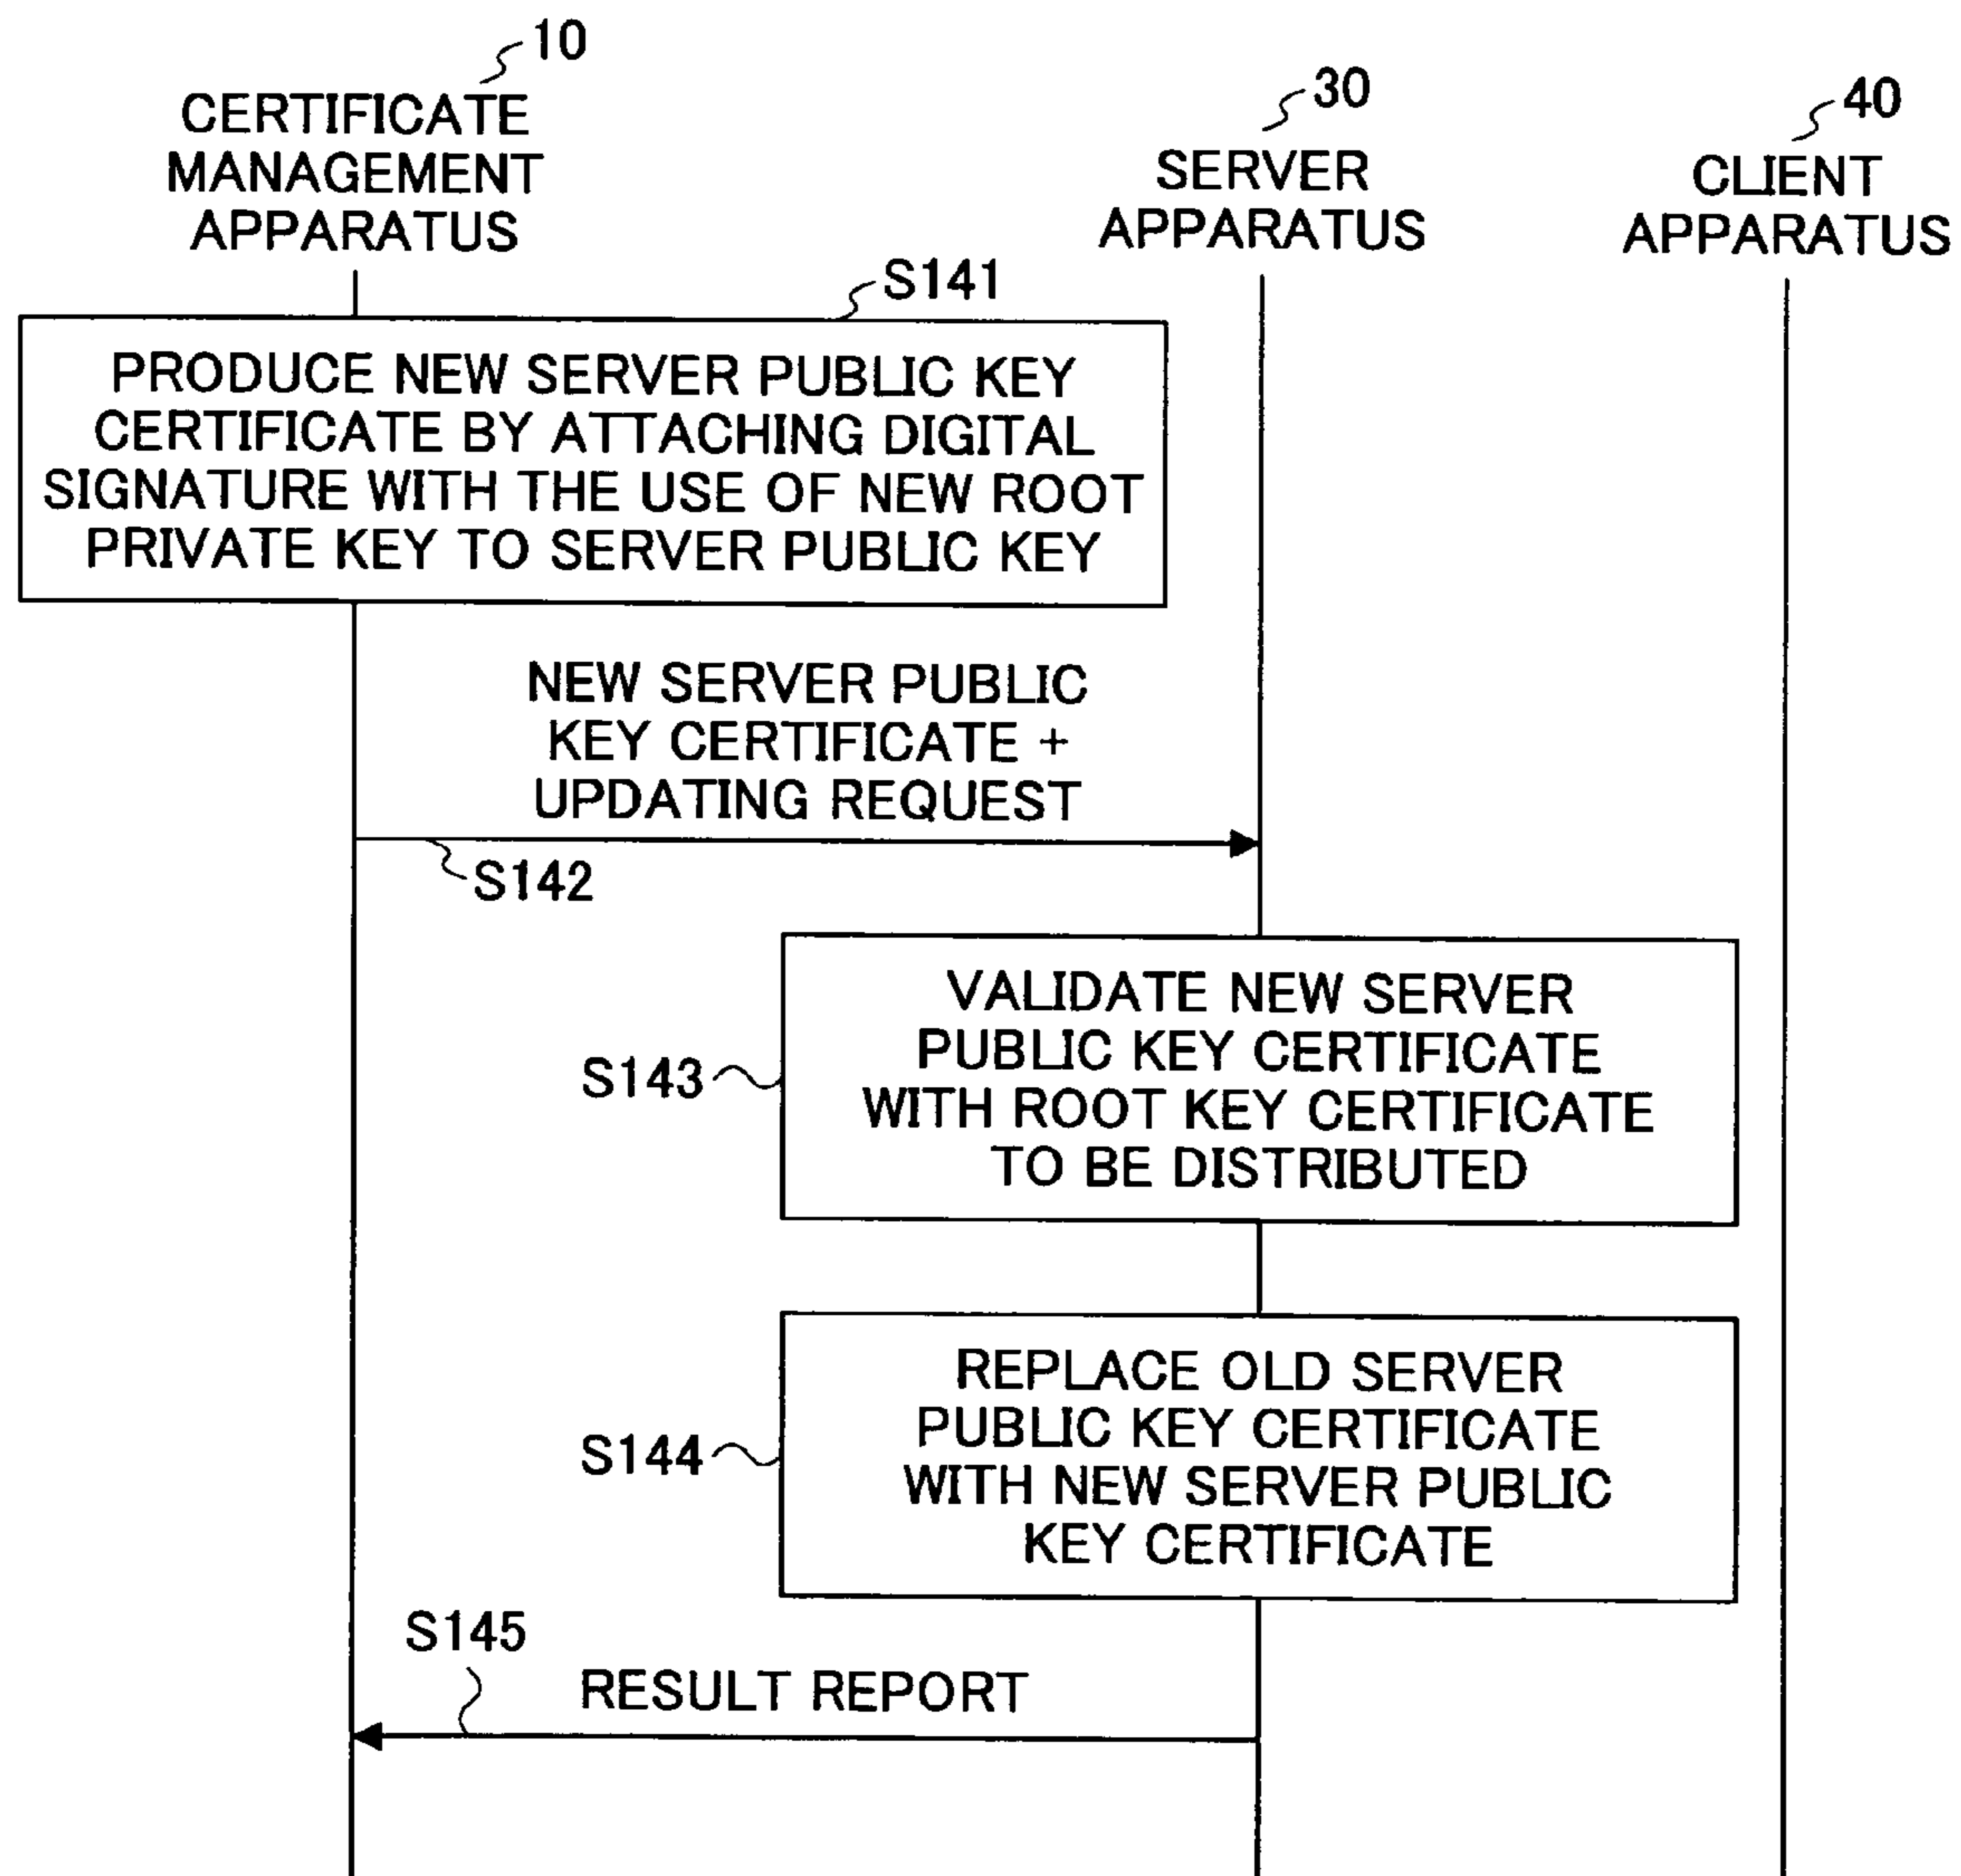 10
CERTIFICATE
MANAGEMENT
APPARATUS
30
SERVER
APPARATUS
40
CLIENT
APPARATUS
S141
PRODUCE NEW SERVER PUBLIC KEY
CERTIFICATE BY ATTACHING DIGITAL
SIGNATURE WITH THE USE OF NEW ROOT
PRIVATE KEY TO SERVER PUBLIC KEY
NEW SERVER PUBLIC
KEY CERTIFICATE +
UPDATING REQUEST
S142
S143
VALIDATE NEW SERVER
PUBLIC KEY CERTIFICATE
WITH ROOT KEY CERTIFICATE
TO BE DISTRIBUTED
S144
REPLACE OLD SERVER
PUBLIC KEY CERTIFICATE
WITH NEW SERVER PUBLIC
KEY CERTIFICATE
S145
RESULT REPORT